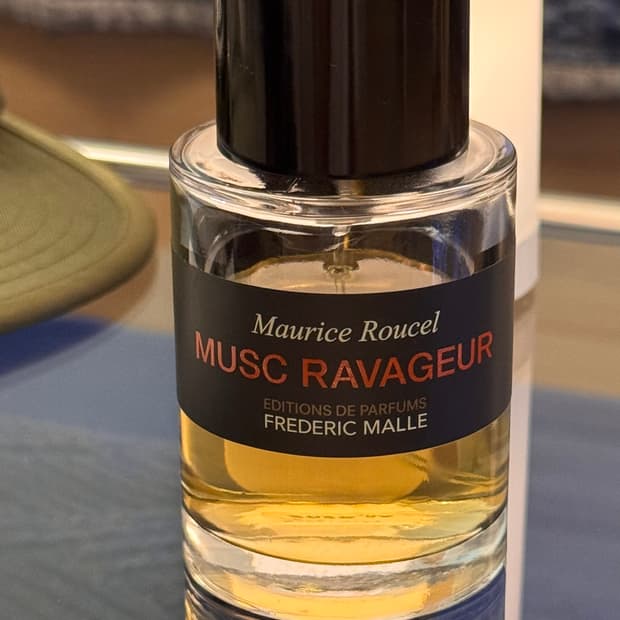 Maurice Roucel
MUSC RAVAGEUR
EDITIONS DE PARFUMS
FREDERIC MALLE